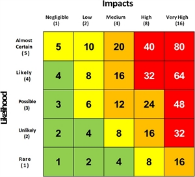 Impacts
Negligible Low Medium High Very High
(1) (2) (4) (8) (16)
Likelihood
Almost
Certain
(5)
5 10 20 40 80
Likely
(4)
4 8 16 32 64
Possible
(3)
3 6 12 24 48
Unlikely
(2)
2 4 8 16 32
Rare
(1)
1 2 4 8 16